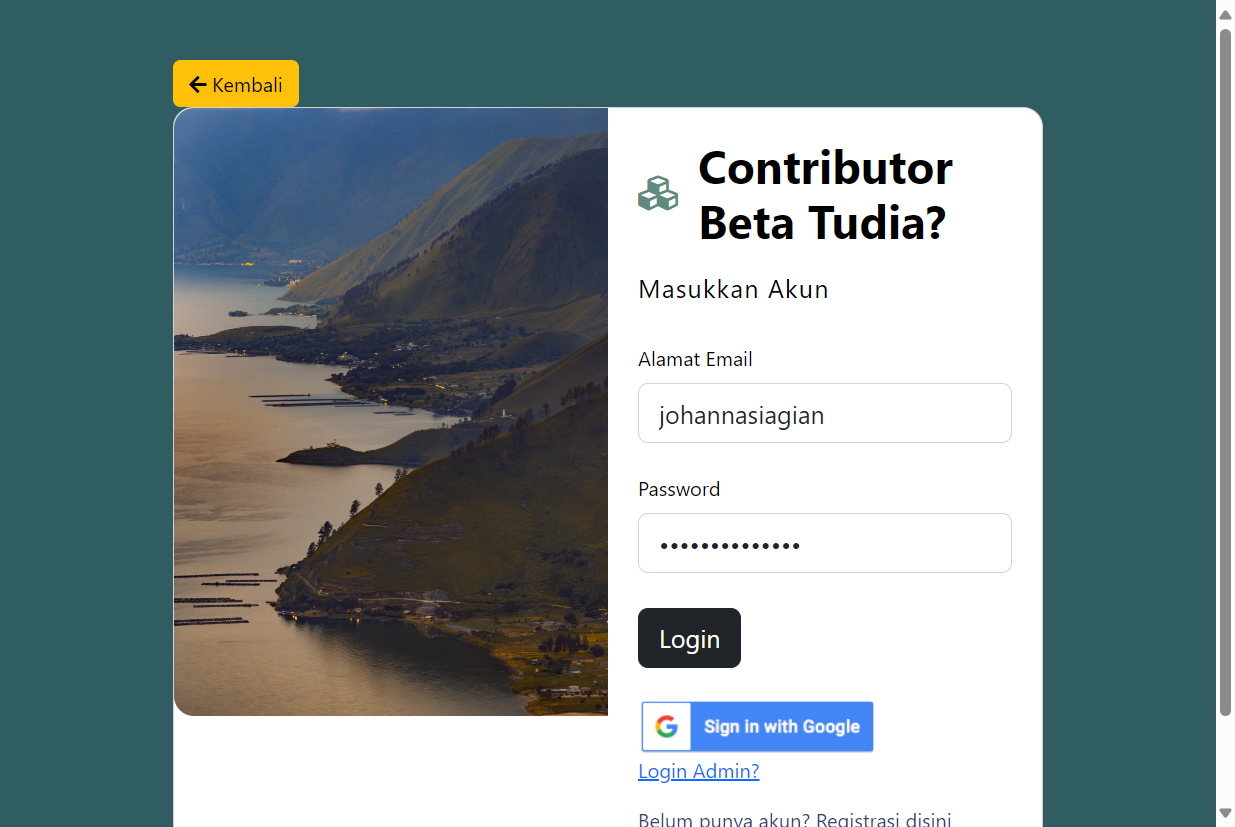 Kembali
Contributor
Beta Tudia?
Masukkan Akun
Alamat Email
johannasiagian
Password
••••••••••••••
Login
Sign in with Google
Login Admin?
Belum punya akun? Registrasi disini